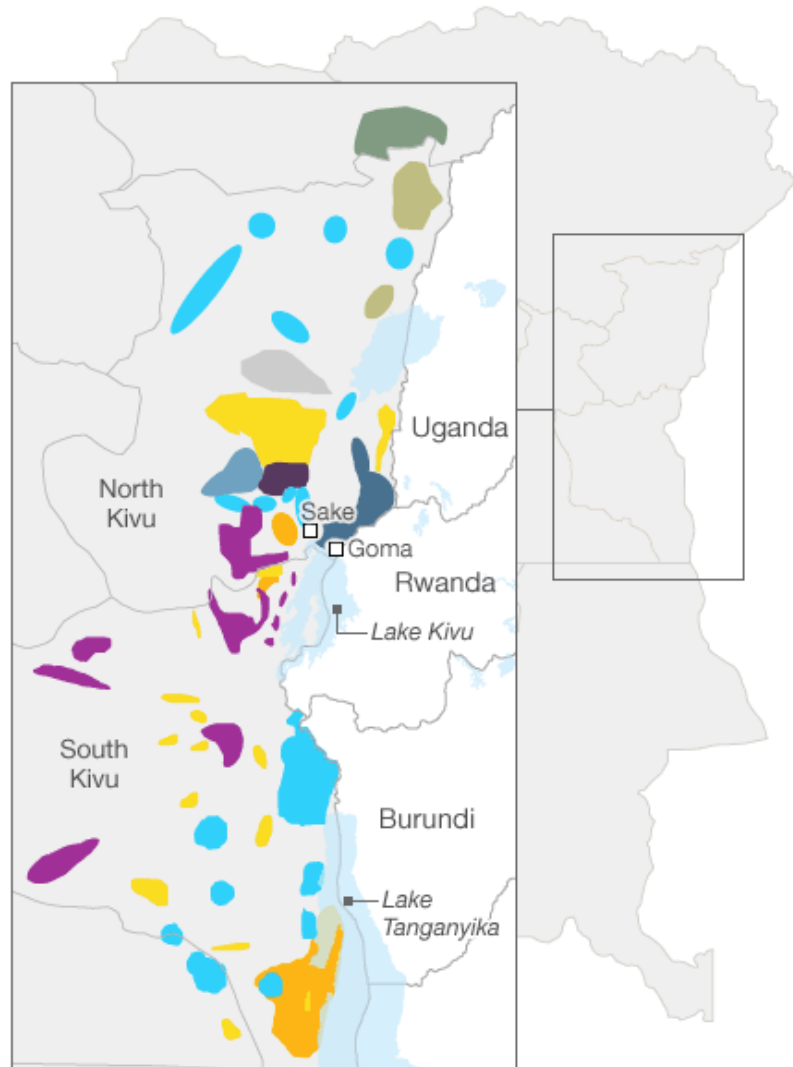 Uganda
North
Kivu
Sake
Goma
Rwanda
Lake Kivu
South
Kivu
Burundi
Lake
Tanganyika